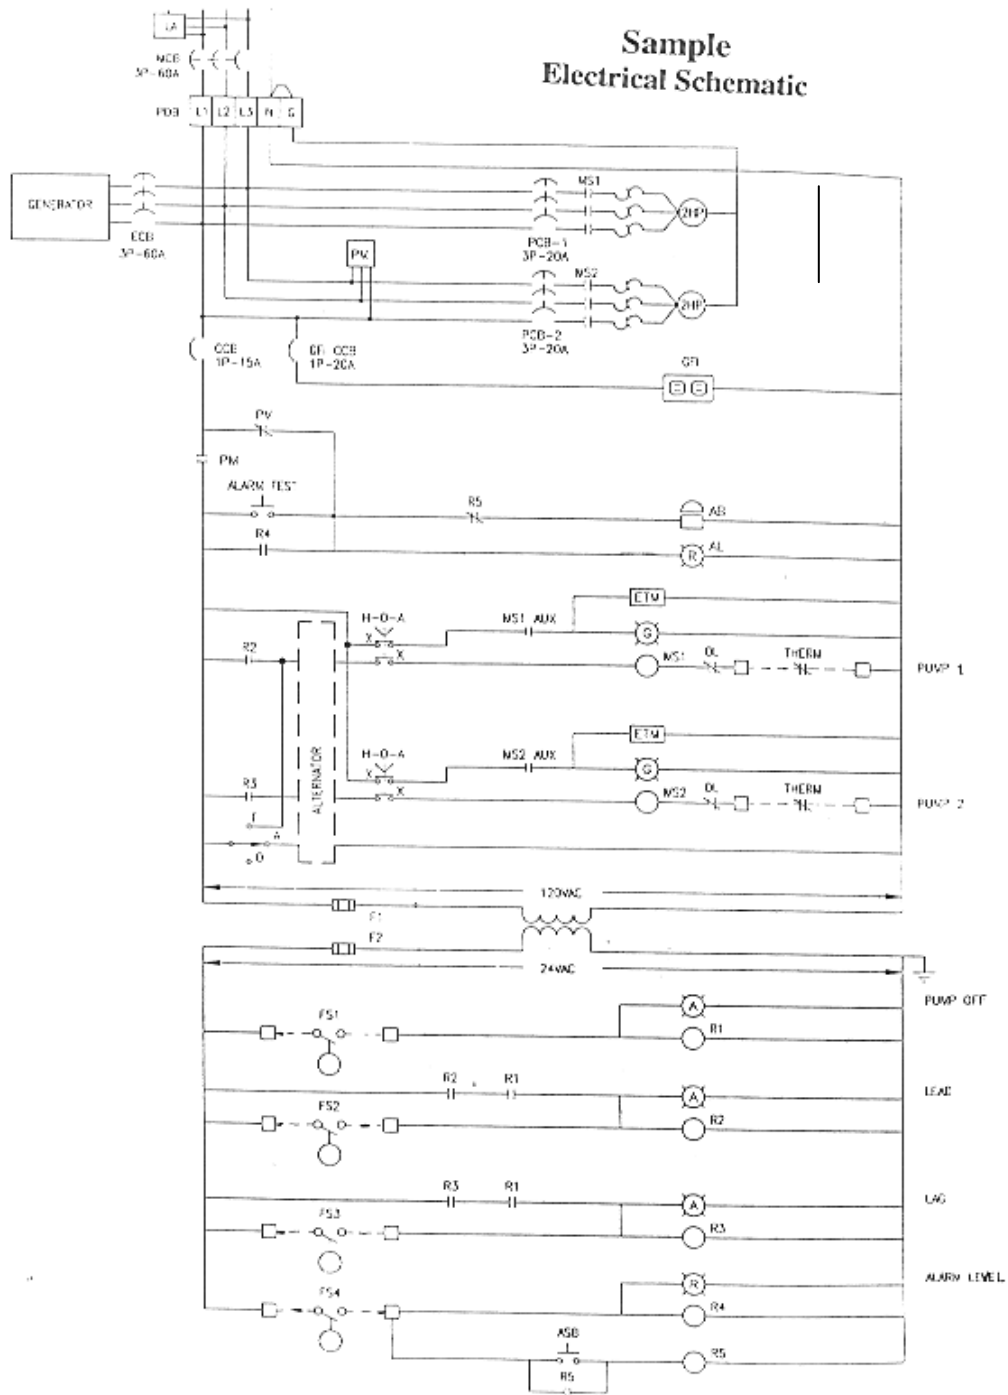 Sample
Electrical Schematic
LA
MCB
3P-60A
PDB L1 L2 L3 N G
GENERATOR
ECB
3P-60A
MS1
2HP
PCB-1
3P-20A
PM
MS2
2HP
PCB-2
3P-20A
CCB
1P-15A
GFI CCB
1P-20A
GFI
PM
ALARM TEST
R5
AB
R4
R
AL
ETM
H-O-A
MS1 AUX
G
X
R2
X
MS1
OL
THERM
PUMP 1
ETM
H-O-A
MS2 AUX
G
X
R3
X
MS2
OL
THERM
PUMP 2
ALTERNATOR
A
O
120VAC
F1
F2
24VAC
PUMP OFF
A
FS1
R1
R2
R1
A
LEAD
FS2
R2
R3
R1
A
LAG
FS3
R3
R
ALARM LEVEL
FS4
R4
ASB
R5
R5